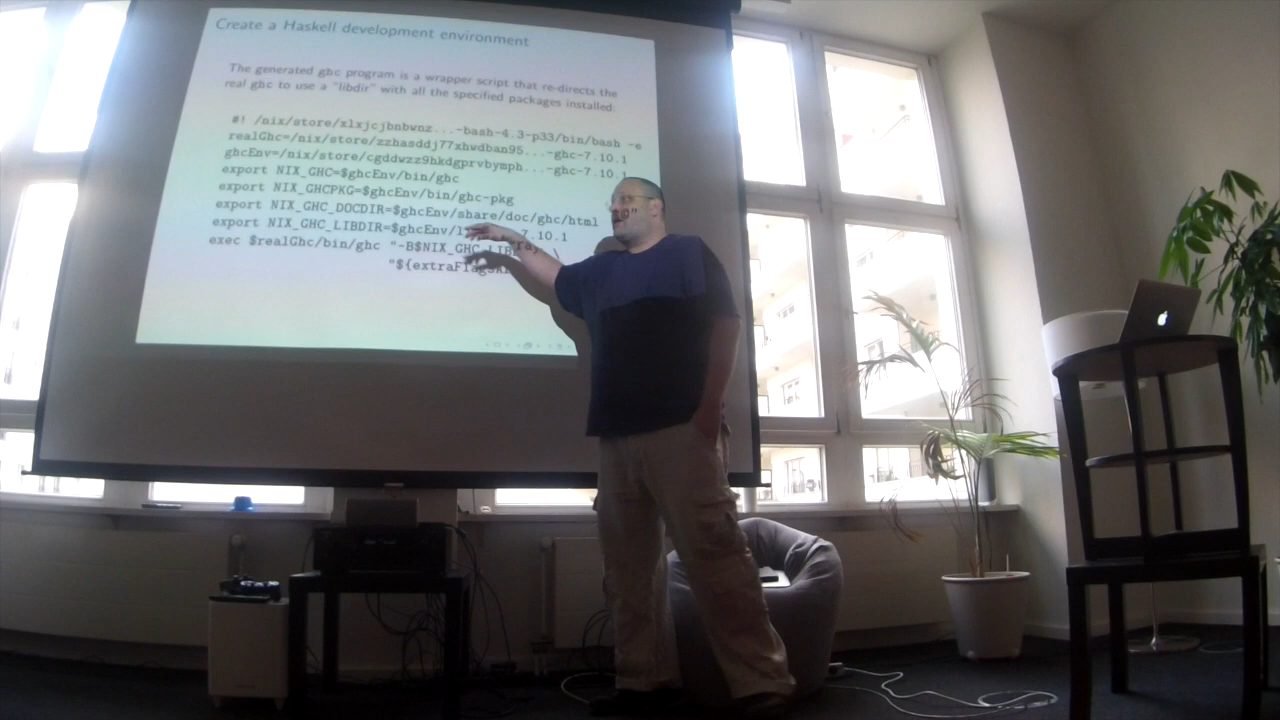 Create a Haskell development environment
The generated ghc program is a wrapper script that re-directs the
real ghc to use a "libdir" with all the specified packages installed:
#! /nix/store/xlxjcjbnbwnz...-bash-4.3-p33/bin/bash -e
realGhc=/nix/store/zzhasddj77xhwdban95...-ghc-7.10.1
ghcEnv=/nix/store/cgddwzz9hkdgprvbymph...-ghc-7.10.1
export NIX_GHC=$ghcEnv/bin/ghc
export NIX_GHCPKG=$ghcEnv/bin/ghc-pkg
export NIX_GHC_DOCDIR=$ghcEnv/share/doc/ghc/html
export NIX_GHC_LIBDIR=$ghcEnv/ 7.10.1
exec $realGhc/bin/ghc "-B$NIX_GHC_LIB \